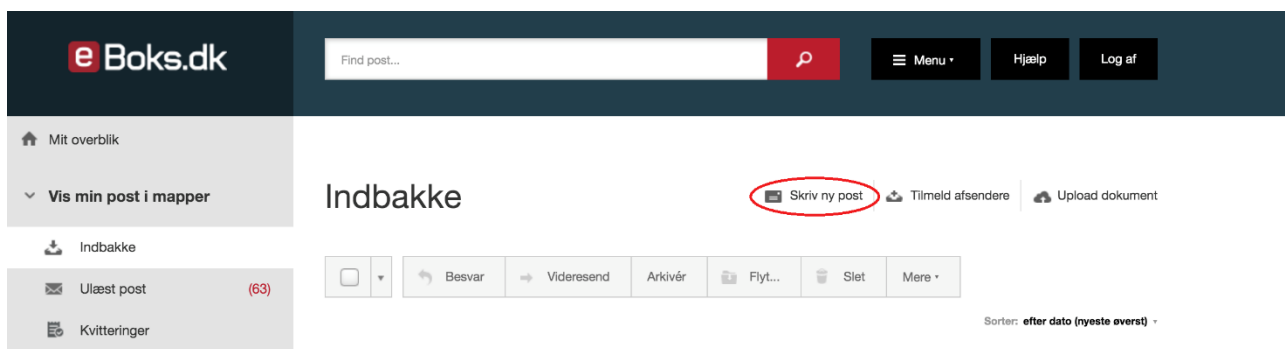 eBoks.dk
Find post...
Menu
Hjælp
Log af
Mit overblik
Vis min post i mapper
Indbakke
Ulæst post (63)
Kvitteringer
Indbakke
Skriv ny post
Tilmeld afsendere
Upload dokument
Besvar
Videresend
Arkivér
Flyt...
Slet
Mere
Sorter: efter dato (nyeste øverst)